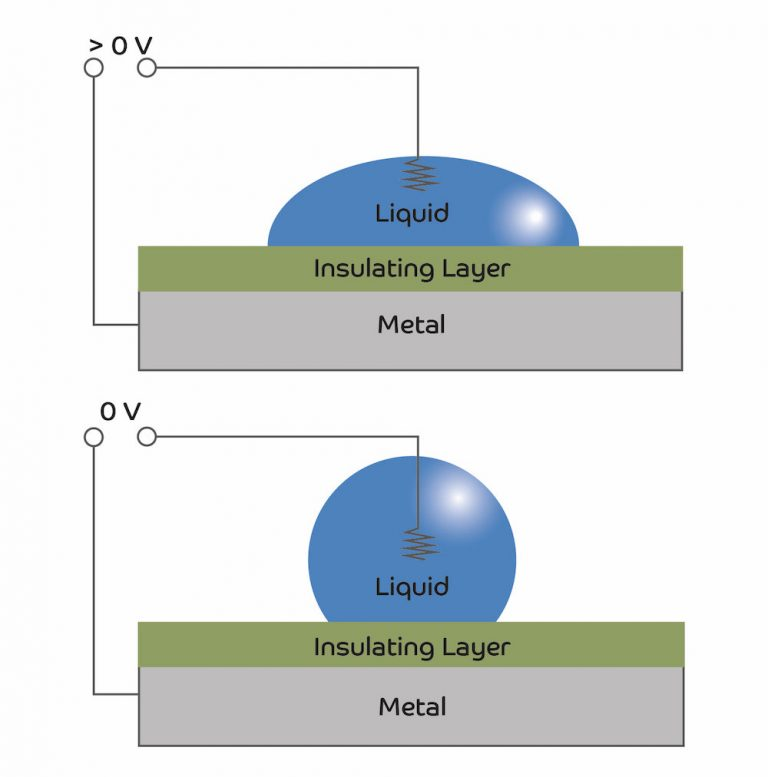 > 0 V
Liquid
Insulating Layer
Metal
0 V
Liquid
Insulating Layer
Metal